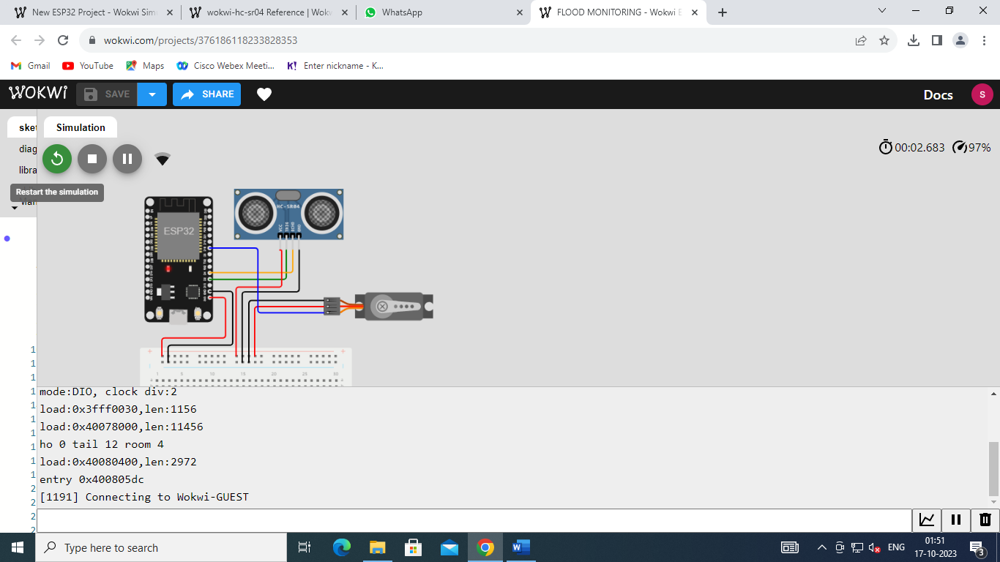 New ESP32 Project - Wokwi Sim
wokwi-hc-sr04 Reference | Wokw
WhatsApp
FLOOD MONITORING - Wokwi E
wokwi.com/projects/376186118233828353
Gmail
YouTube
Maps
Cisco Webex Meeti...
K! Enter nickname - K...
WOKWI
SAVE
SHARE
Docs
S
sket
Simulation
diag
libra
00:02.683
97%
Restart the simulation
ESP32
HC-SR04
VCC
TRIG
ECHO
GND
1 5 10 15 20 25 30
mode:DIO, clock div:2
load:0x3fff0030,len:1156
load:0x40078000,len:11456
ho 0 tail 12 room 4
load:0x40080400,len:2972
entry 0x400805dc
[1191] Connecting to Wokwi-GUEST
Type here to search
ENG
01:51
17-10-2023
3